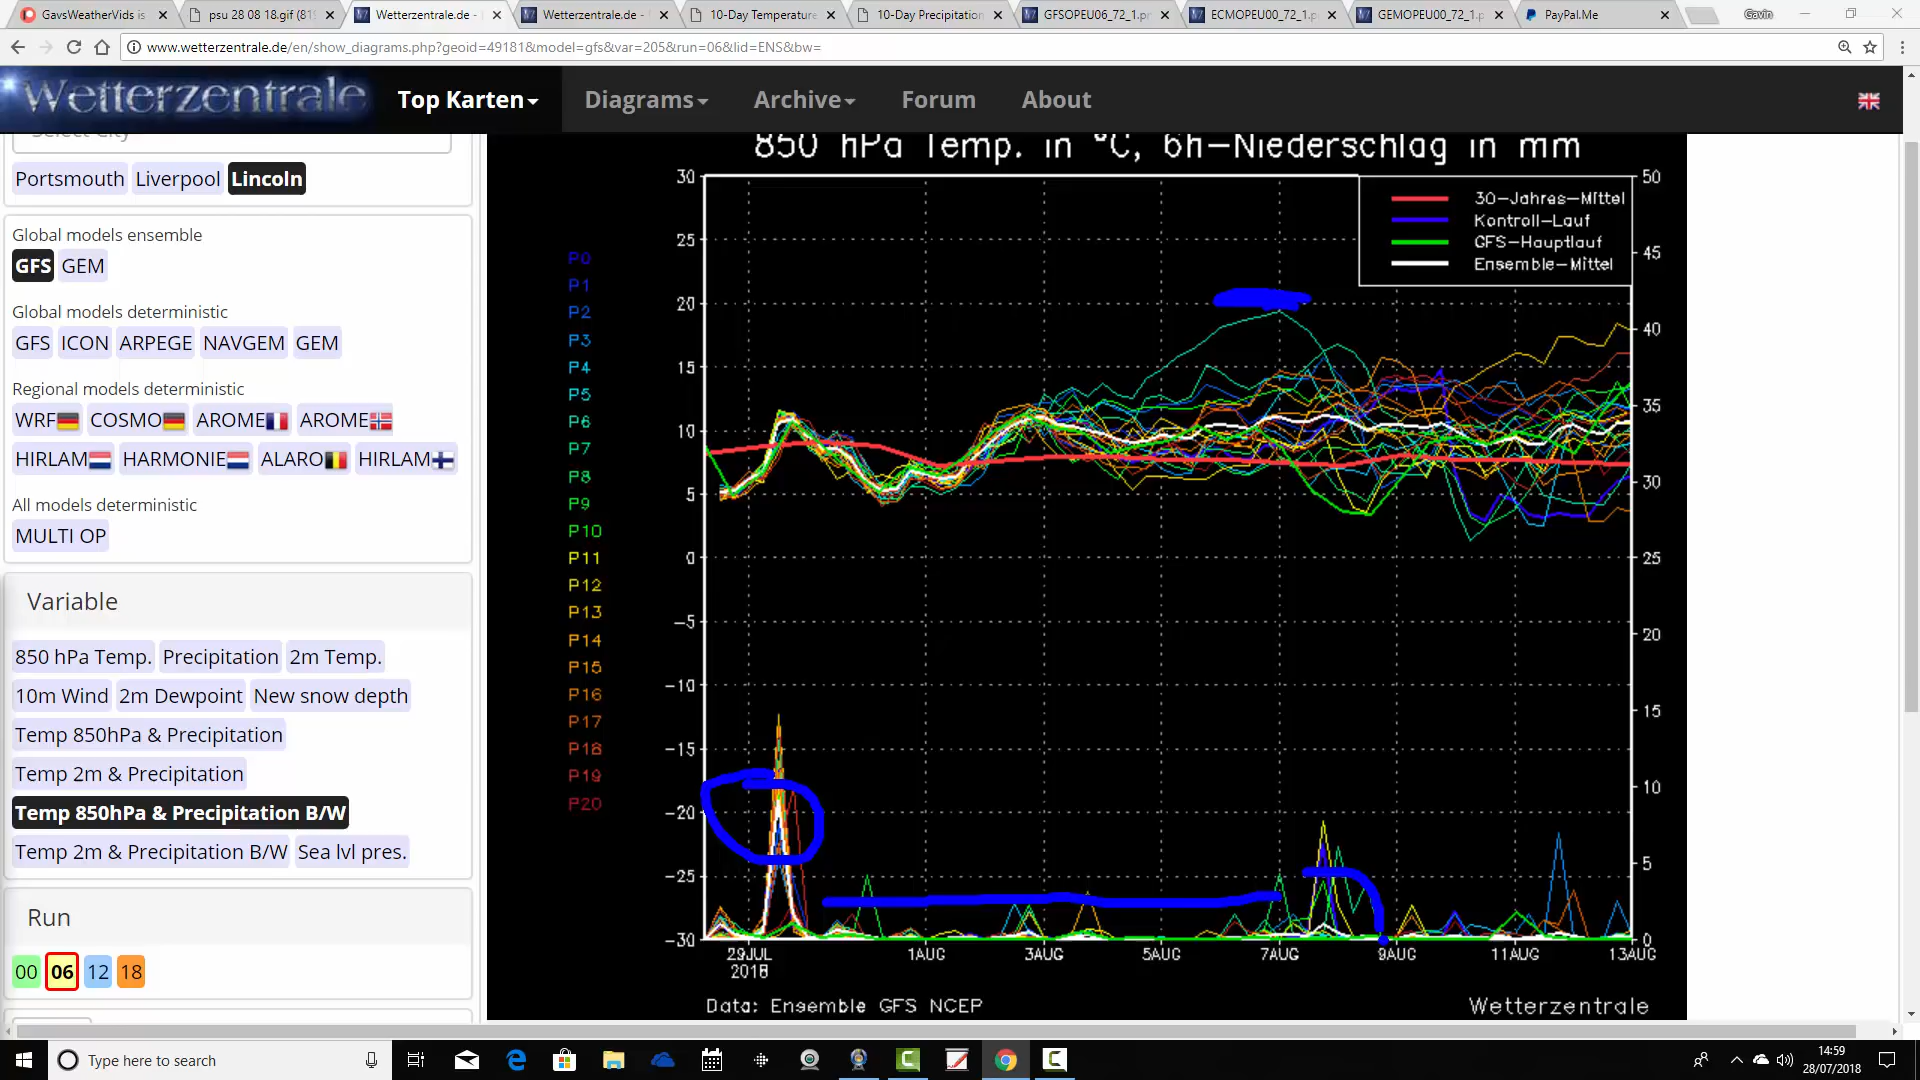 GavsWeatherVids is
psu 28 08 18.gif (819
Wetterzentrale.de -
Wetterzentrale.de -
10-Day Temperature
10-Day Precipitation
GFSOPEU06_72_1.pn
ECMOPEU00_72_1.p
GEMOPEU00_72_1.p
PayPal.Me
Gavin
www.wetterzentrale.de/en/show_diagrams.php?geoid=49181&model=gfs&var=205&run=06&lid=ENS&bw=
Wetterzentrale
Top Karten
Diagrams
Archive
Forum
About
Select City
Portsmouth Liverpool Lincoln
Global models ensemble
GFS GEM
Global models deterministic
GFS ICON ARPEGE NAVGEM GEM
Regional models deterministic
WRF COSMO AROME AROME
HIRLAM HARMONIE ALARO HIRLAM
All models deterministic
MULTI OP
Variable
850 hPa Temp. Precipitation 2m Temp.
10m Wind 2m Dewpoint New snow depth
Temp 850hPa & Precipitation
Temp 2m & Precipitation
Temp 850hPa & Precipitation B/W
Temp 2m & Precipitation B/W Sea lvl pres.
Run
00 06 12 18
850 hPa Temp. in °C, 6h-Niederschlag in mm
30-Jahres-Mittel
Kontroll-Lauf
GFS-Hauptlauf
Ensemble-Mittel
P0
P1
P2
P3
P4
P5
P6
P7
P8
P9
P10
P11
P12
P13
P14
P15
P16
P17
P18
P19
P20
30
25
20
15
10
5
0
-5
-10
-15
-20
-25
-30
50
45
40
35
30
25
20
15
10
5
0
29JUL 1AUG 3AUG 5AUG 7AUG 9AUG 11AUG 13AUG
2018
Data: Ensemble GFS NCEP
Wetterzentrale
Type here to search
14:59
28/07/2018